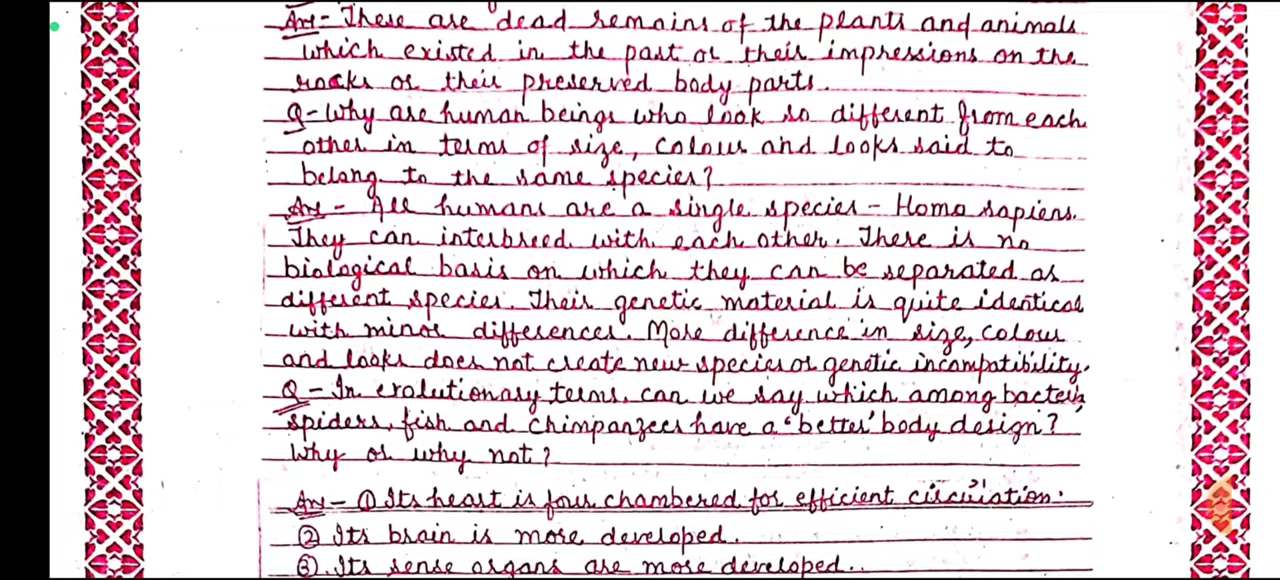 Ans- These are dead remains of the plants and animals
which existed in the past or their impressions on the
rocks or their preserved body parts.
Q- Why are human beings who look so different from each
other in terms of size, colour and looks said to
belong to the same species?
Ans - All humans are a single species - Homo sapiens.
They can interbreed with each other. There is no
biological basis on which they can be separated as
different species. Their genetic material is quite identical
with minor differences. More difference in size, colour
and looks does not create new species or genetic incompatibility.
Q - In evolutionary terms, can we say which among bacteria,
spiders, fish and chimpanzees have a 'better' body design?
Why or why not?
Ans - ① Its heart is four chambered for efficient circulation.
② Its brain is more developed.
③ Its sense organs are more developed..